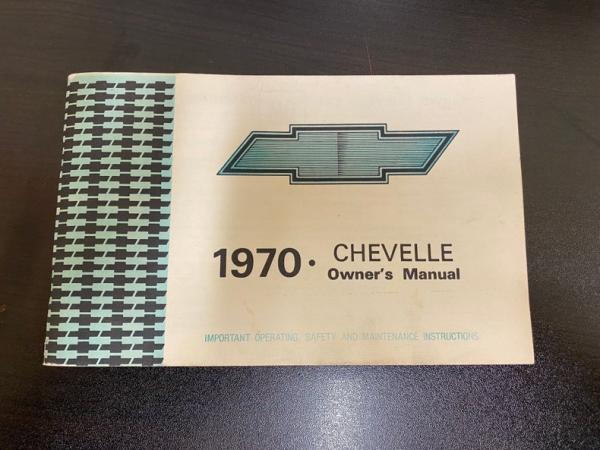 1970. CHEVELLE
Owner's Manual
IMPORTANT OPERATING, SAFETY AND MAINTENANCE INSTRUCTIONS